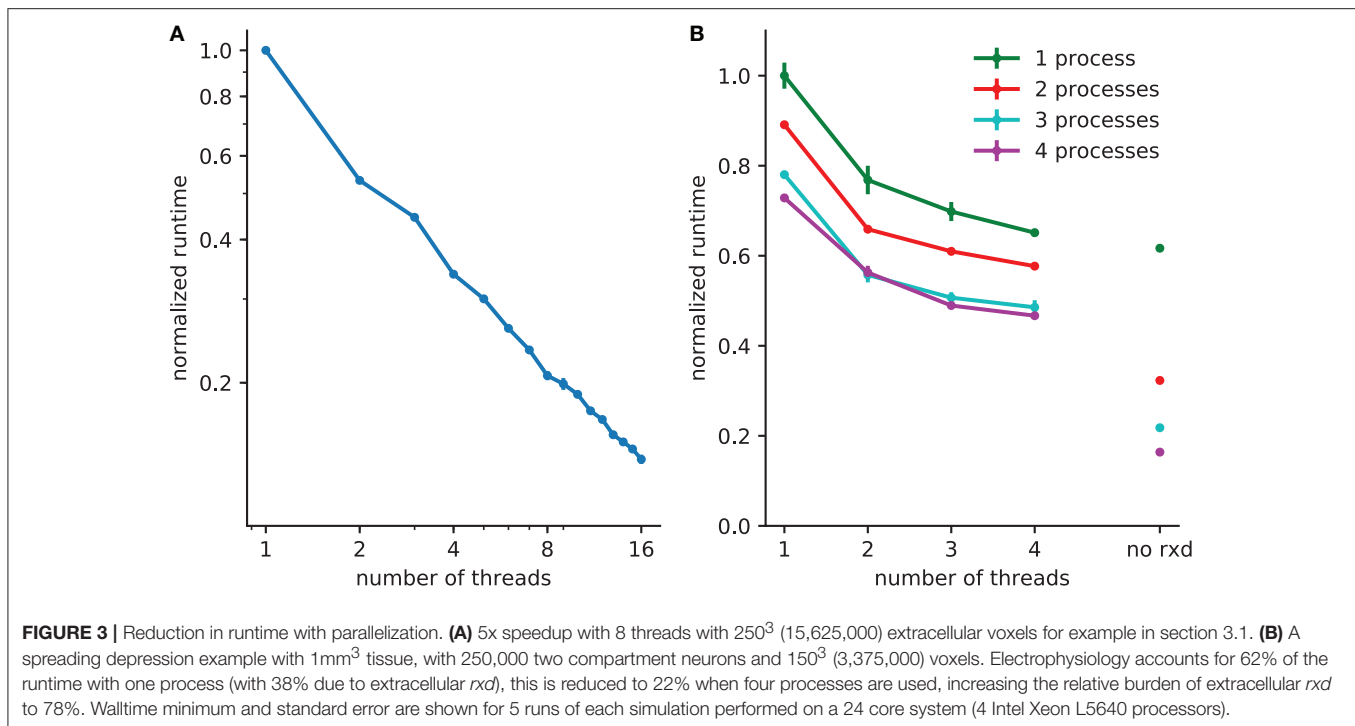 A
1.0
0.8
0.6
0.4
0.2
normalized runtime
1 2 4 8 16
number of threads
B
1 process
2 processes
3 processes
4 processes
1.0
0.8
0.6
0.4
0.2
0.0
normalized runtime
1 2 3 4 no rxd
number of threads
FIGURE 3 | Reduction in runtime with parallelization. (A) 5x speedup with 8 threads with 250³ (15,625,000) extracellular voxels for example in section 3.1. (B) A
spreading depression example with 1mm³ tissue, with 250,000 two compartment neurons and 150³ (3,375,000) voxels. Electrophysiology accounts for 62% of the
runtime with one process (with 38% due to extracellular rxd), this is reduced to 22% when four processes are used, increasing the relative burden of extracellular rxd
to 78%. Walltime minimum and standard error are shown for 5 runs of each simulation performed on a 24 core system (4 Intel Xeon L5640 processors).